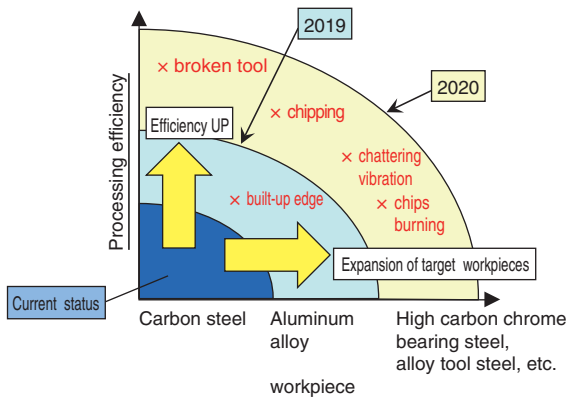 2019
× broken tool
2020
× chipping
Efficiency UP
× chattering
vibration
× built-up edge
× chips
burning
Processing efficiency
Expansion of target workpieces
Current status
Carbon steel
Aluminum
alloy
High carbon chrome
bearing steel,
alloy tool steel, etc.
workpiece